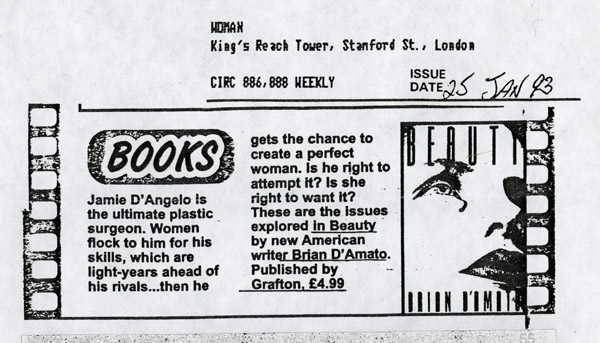 WOMAN
King's Reach Tower, Stamford St., London
CIRC 886,888 WEEKLY
ISSUE
DATE 25 JAN 93
BOOKS
Jamie D'Angelo is
the ultimate plastic
surgeon. Women
flock to him for his
skills, which are
light-years ahead of
his rivals...then he
gets the chance to
create a perfect
woman. Is he right to
attempt it? Is she
right to want it?
These are the issues
explored in Beauty
by new American
writer Brian D'Amato.
Published by
Grafton, £4.99
BEAUTY
BRIAN D'AMATO